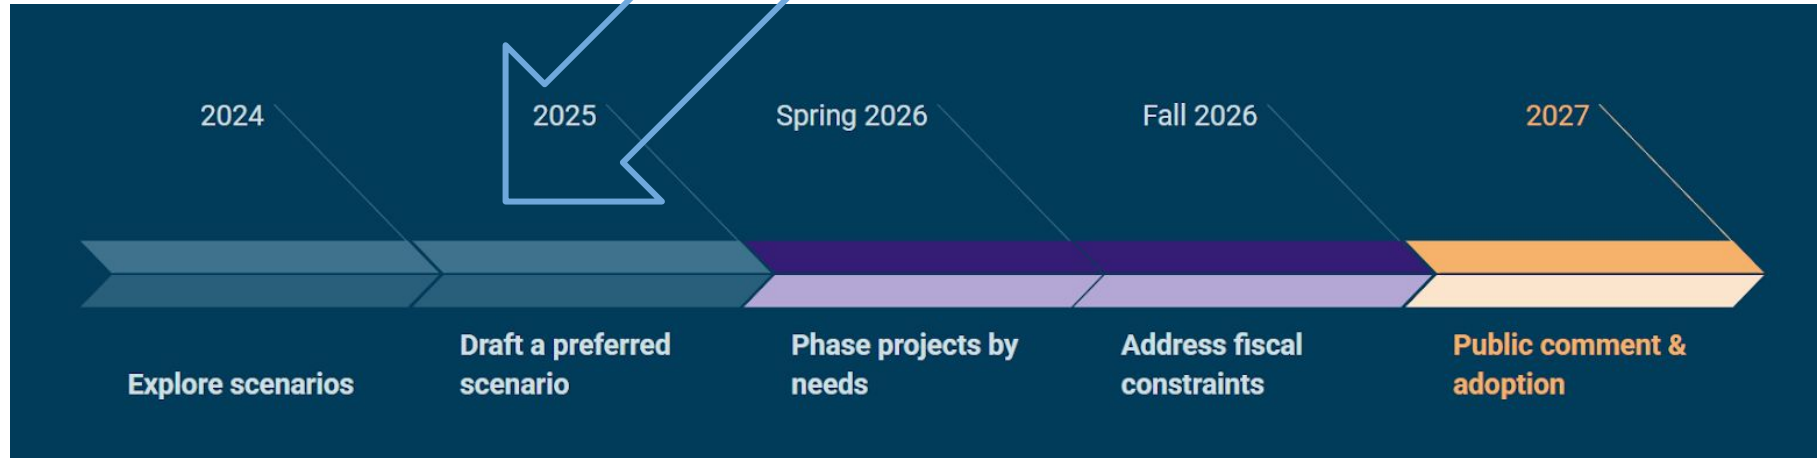 2024
2025
Spring 2026
Fall 2026
2027
Explore scenarios
Draft a preferred
scenario
Phase projects by
needs
Address fiscal
constraints
Public comment &
adoption